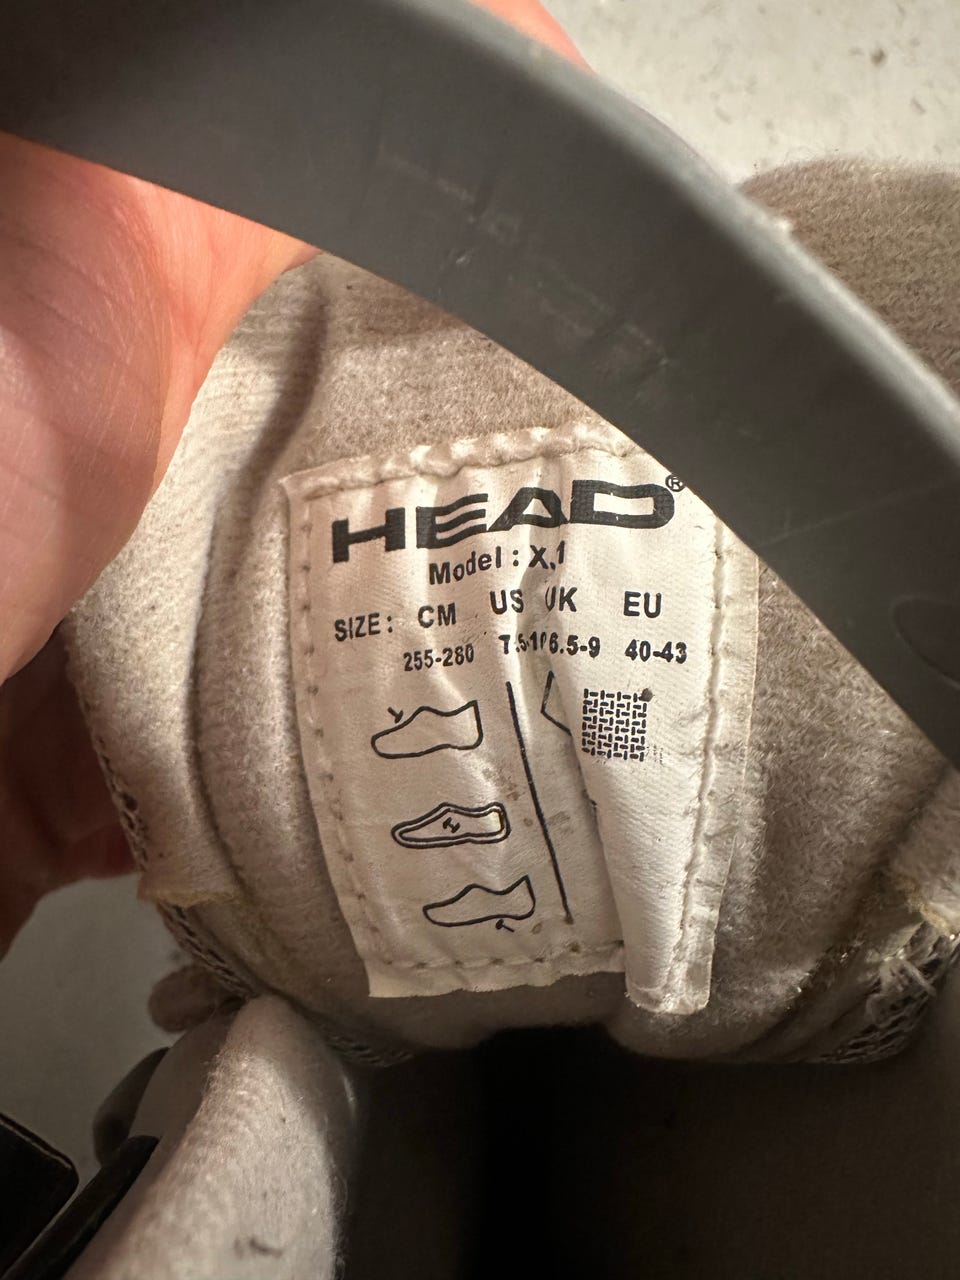 HEAD®
Model : X.1
SIZE: CM US UK EU
255-280 6.5-9 40-43